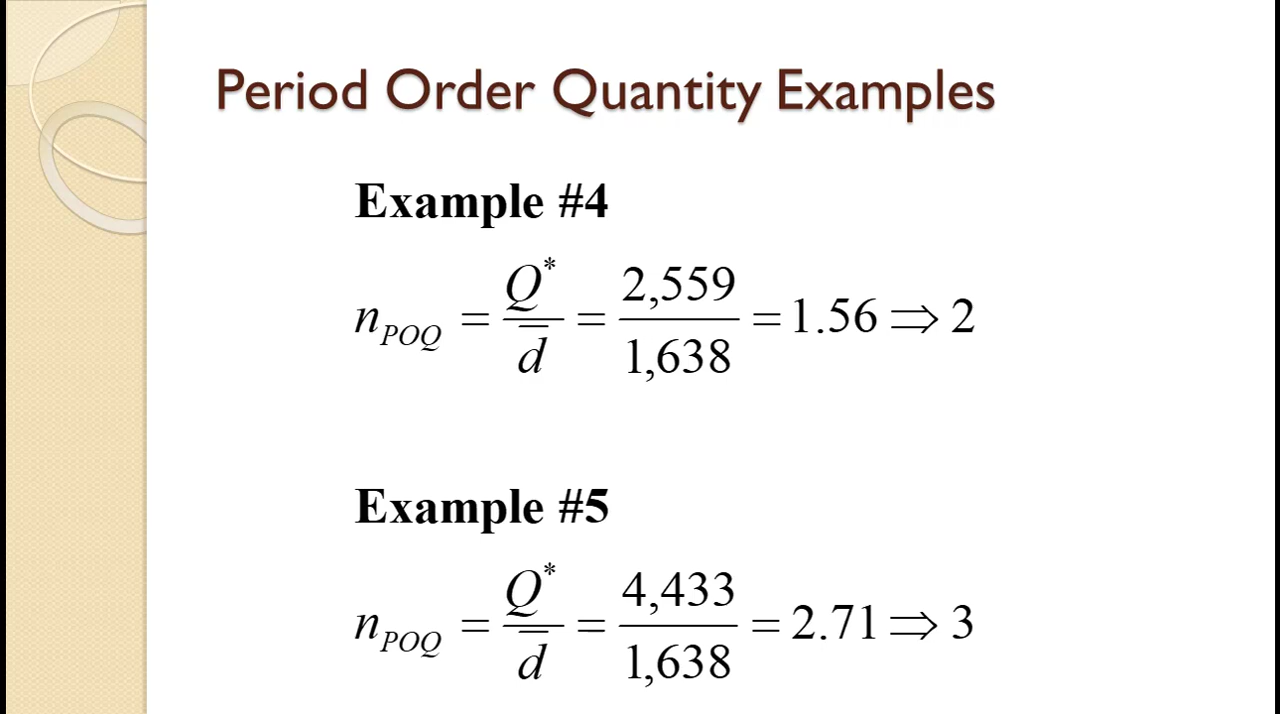 Period Order Quantity Examples
Example #4
n_POQ = Q* / d̅ = 2,559 / 1,638 = 1.56 ⇒ 2
Example #5
n_POQ = Q* / d̅ = 4,433 / 1,638 = 2.71 ⇒ 3